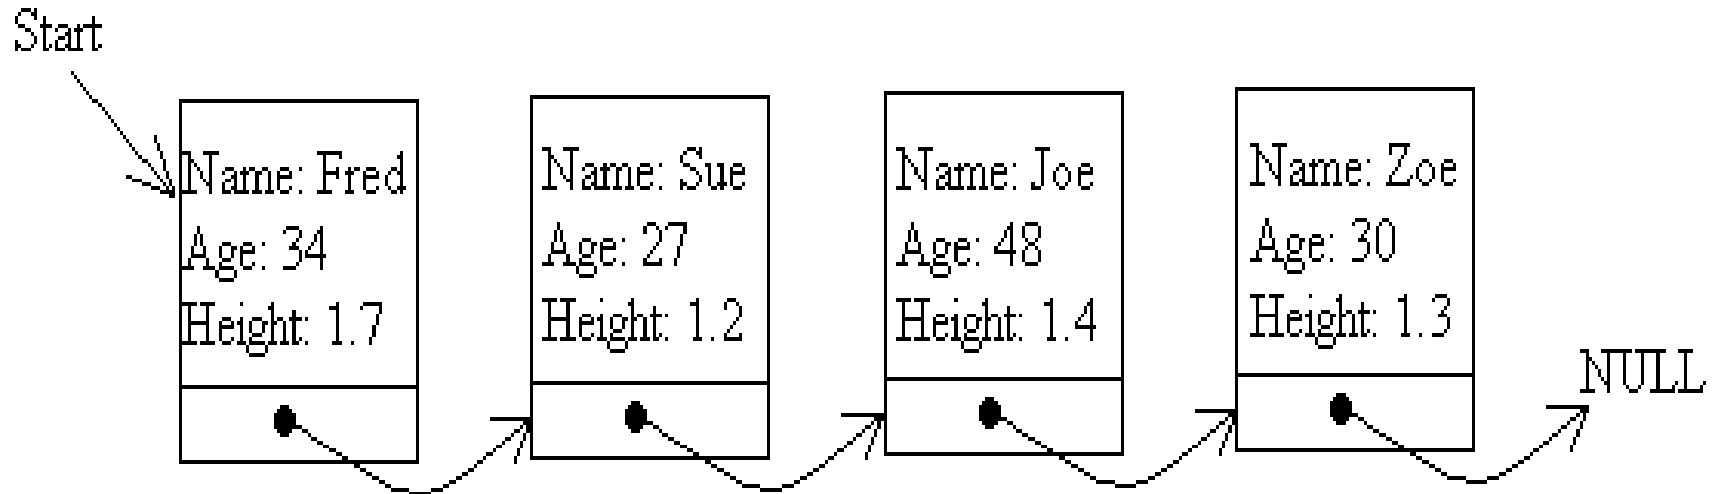 Start
Name: Fred
Age: 34
Height: 1.7
Name: Sue
Age: 27
Height: 1.2
Name: Joe
Age: 48
Height: 1.4
Name: Zoe
Age: 30
Height: 1.3
NULL